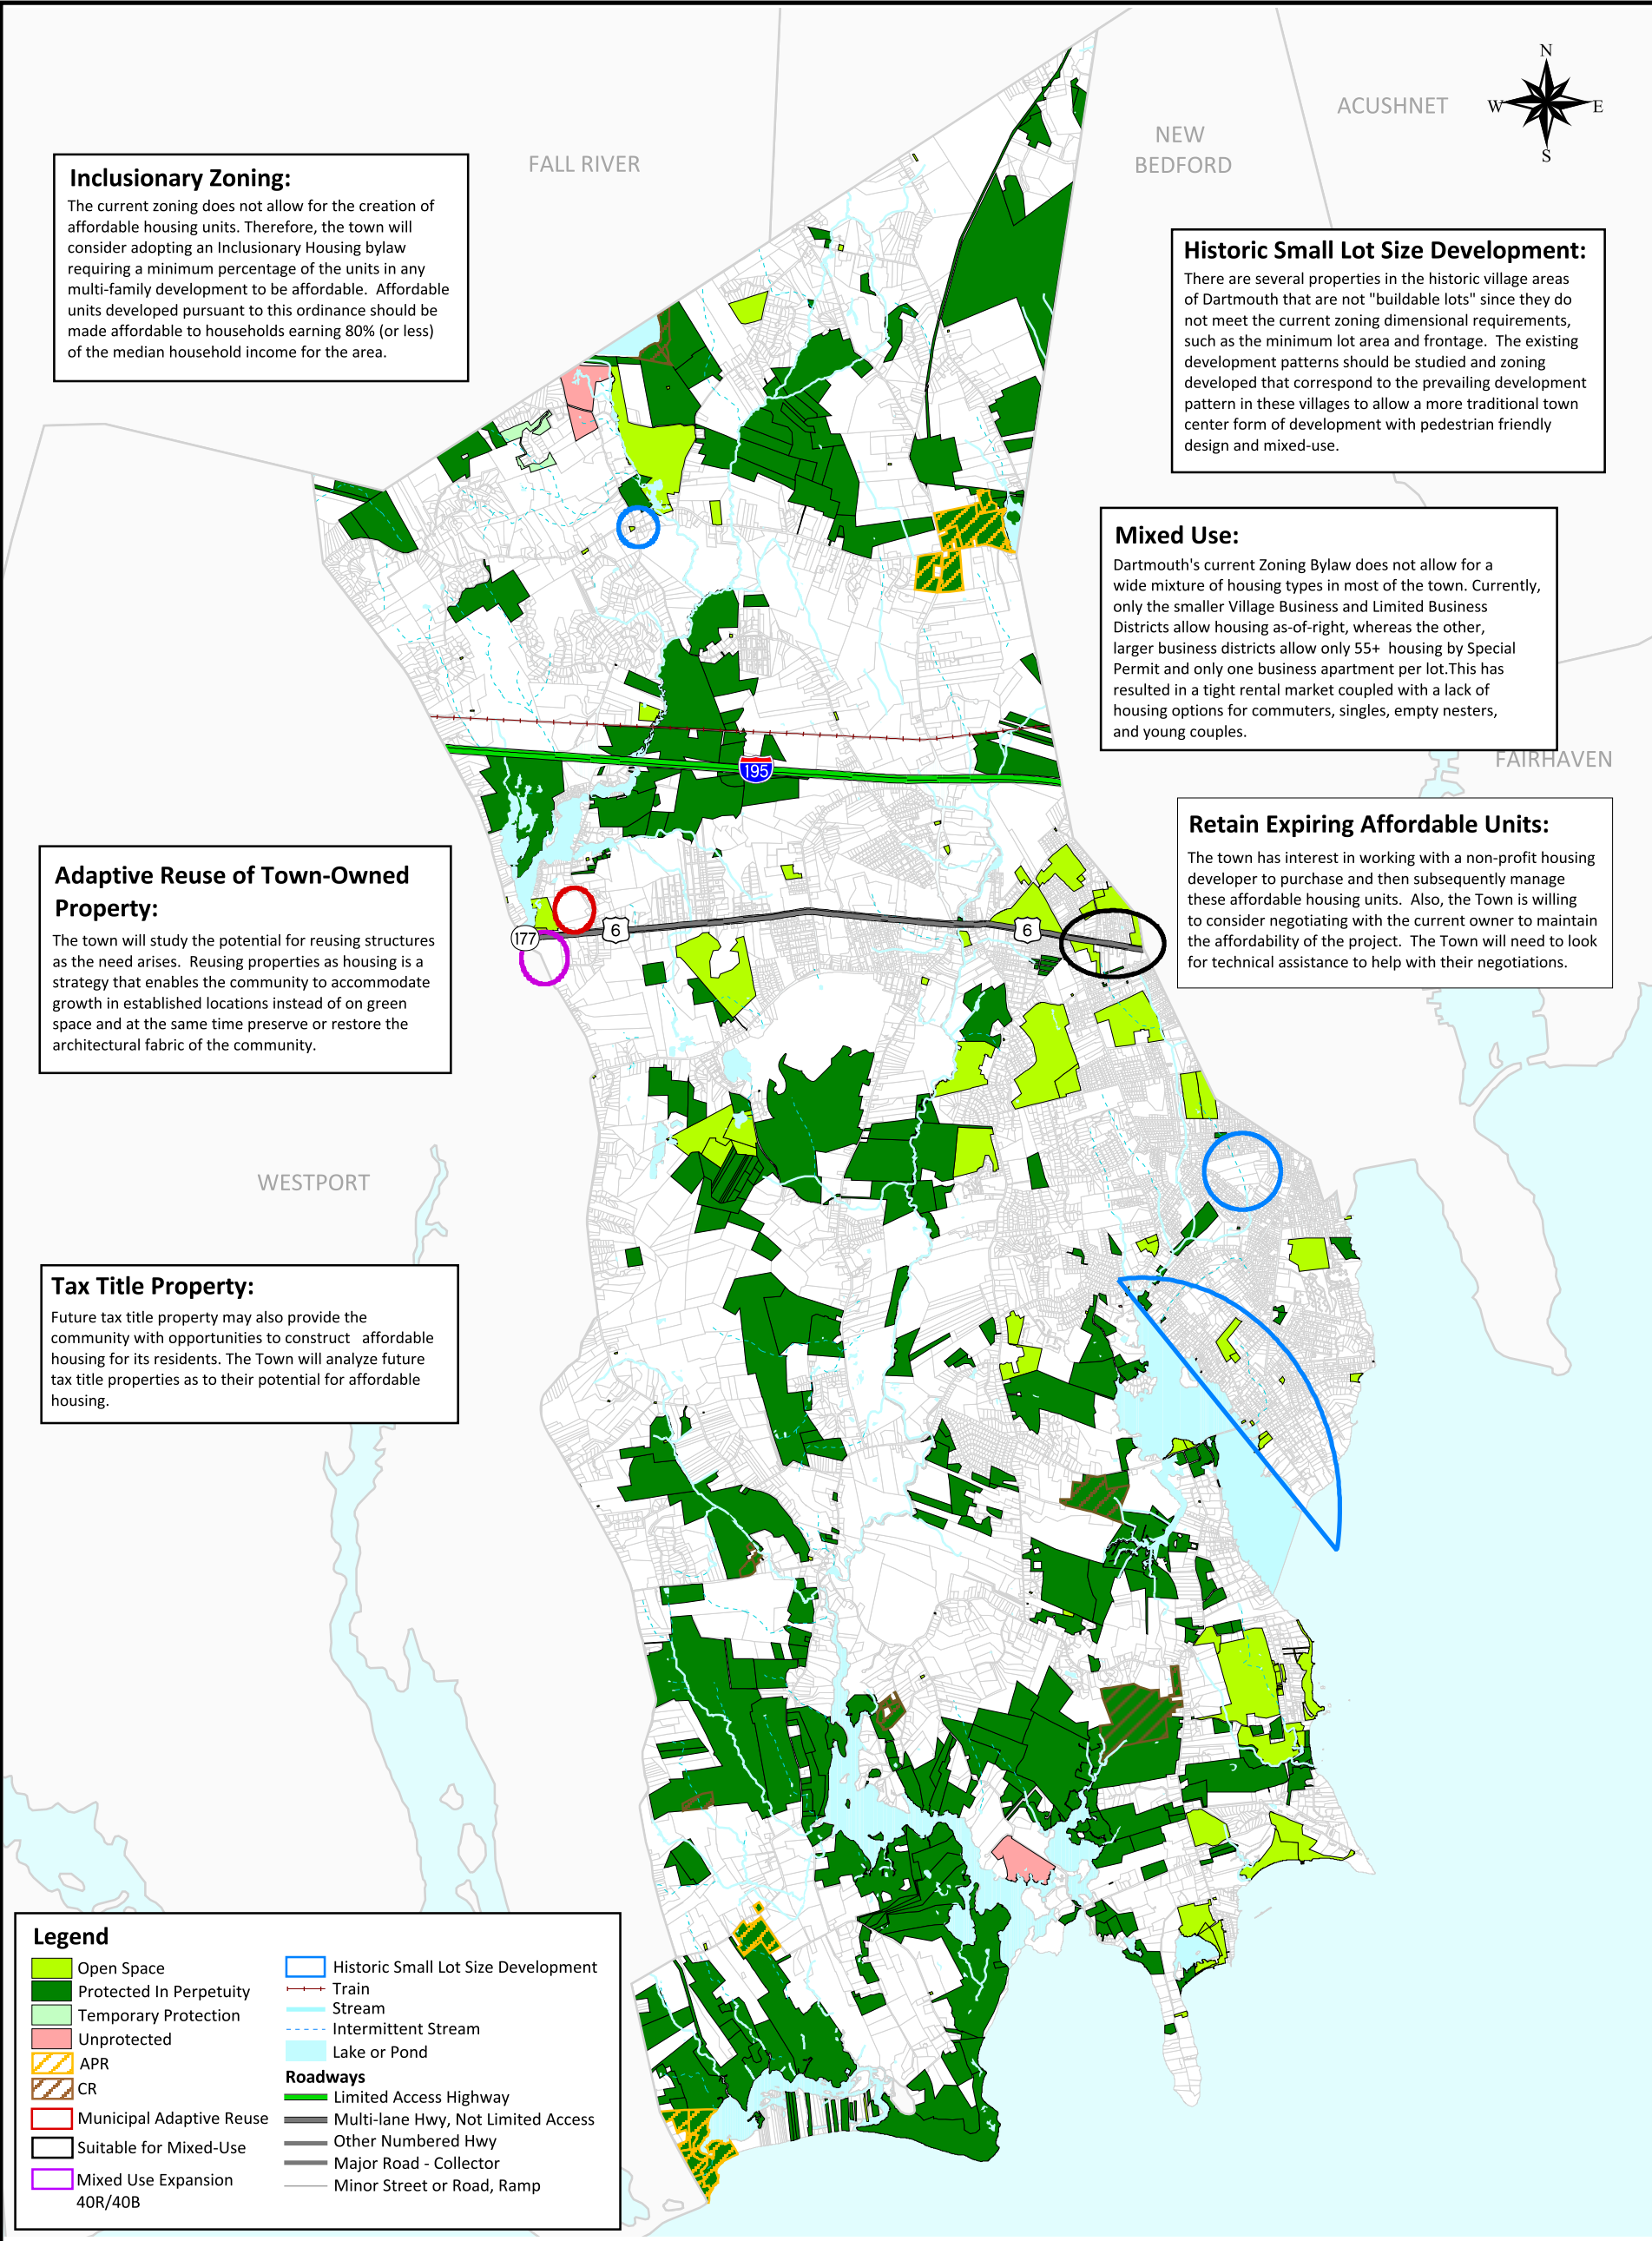 N
W E
S
ACUSHNET
NEW
BEDFORD
FALL RIVER
Inclusionary Zoning:
The current zoning does not allow for the creation of
affordable housing units. Therefore, the town will
consider adopting an Inclusionary Housing bylaw
requiring a minimum percentage of the units in any
multi-family development to be affordable. Affordable
units developed pursuant to this ordinance should be
made affordable to households earning 80% (or less)
of the median household income for the area.
Historic Small Lot Size Development:
There are several properties in the historic village areas
of Dartmouth that are not "buildable lots" since they do
not meet the current zoning dimensional requirements,
such as the minimum lot area and frontage. The existing
development patterns should be studied and zoning
developed that correspond to the prevailing development
pattern in these villages to allow a more traditional town
center form of development with pedestrian friendly
design and mixed-use.
Mixed Use:
Dartmouth's current Zoning Bylaw does not allow for a
wide mixture of housing types in most of the town. Currently,
only the smaller Village Business and Limited Business
Districts allow housing as-of-right, whereas the other,
larger business districts allow only 55+ housing by Special
Permit and only one business apartment per lot.This has
resulted in a tight rental market coupled with a lack of
housing options for commuters, singles, empty nesters,
and young couples.
FAIRHAVEN
195
Retain Expiring Affordable Units:
The town has interest in working with a non-profit housing
developer to purchase and then subsequently manage
these affordable housing units. Also, the Town is willing
to consider negotiating with the current owner to maintain
the affordability of the project. The Town will need to look
for technical assistance to help with their negotiations.
Adaptive Reuse of Town-Owned
Property:
The town will study the potential for reusing structures
as the need arises. Reusing properties as housing is a
strategy that enables the community to accommodate
growth in established locations instead of on green
space and at the same time preserve or restore the
architectural fabric of the community.
177
6
6
WESTPORT
Tax Title Property:
Future tax title property may also provide the
community with opportunities to construct affordable
housing for its residents. The Town will analyze future
tax title properties as to their potential for affordable
housing.
Legend
Open Space
Protected In Perpetuity
Temporary Protection
Unprotected
APR
CR
Municipal Adaptive Reuse
Suitable for Mixed-Use
Mixed Use Expansion
40R/40B
Historic Small Lot Size Development
Train
Stream
Intermittent Stream
Lake or Pond
Roadways
Limited Access Highway
Multi-lane Hwy, Not Limited Access
Other Numbered Hwy
Major Road - Collector
Minor Street or Road, Ramp